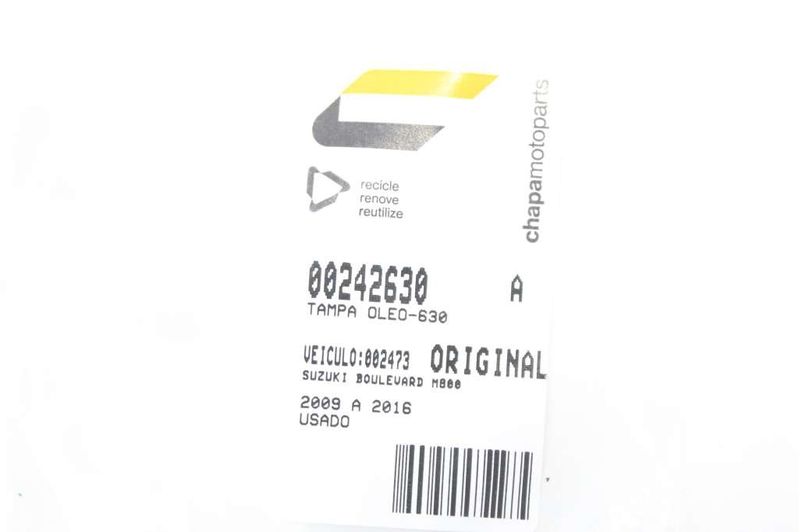 chapamotoparts
recicle
renove
reutilize
00242630 A
TAMPA OLEO-630
VEICULO:002473 ORIGINAL
SUZUKI BOULEVARD M800
2009 A 2016
USADO